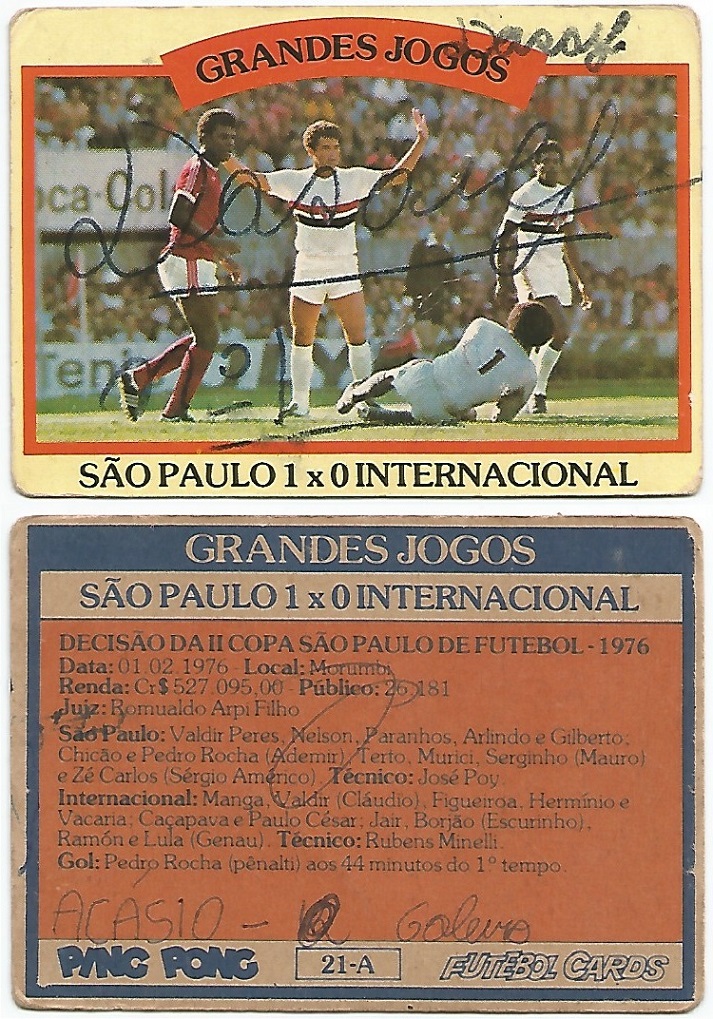 GRANDES JOGOS
oca-Col
1
Teni
SÃO PAULO 1 x 0 INTERNACIONAL
GRANDES JOGOS
SÃO PAULO 1 x 0 INTERNACIONAL
DECISÃO DA II COPA SÃO PAULO DE FUTEBOL - 1976
Data: 01.02.1976 - Local: Morumbi
Renda: Cr$ 527.095,00 - Público: 26.181
Juiz: Romualdo Arpi Filho
São Paulo: Valdir Peres, Nelson, Paranhos, Arlindo e Gilberto;
Chicão e Pedro Rocha (Ademir), Terto, Murici, Serginho (Mauro)
e Zé Carlos (Sérgio Américo). Técnico: José Poy.
Internacional: Manga, Valdir (Cláudio), Figueiroa, Hermínio e
Vacaria; Caçapava e Paulo César; Jair, Borjão (Escurinho),
Ramón e Lula (Genau). Técnico: Rubens Minelli.
Gol: Pedro Rocha (pênalti) aos 44 minutos do 1º tempo.
ACASIO - Goleiro
PING PONG 21-A FUTEBOL CARDS